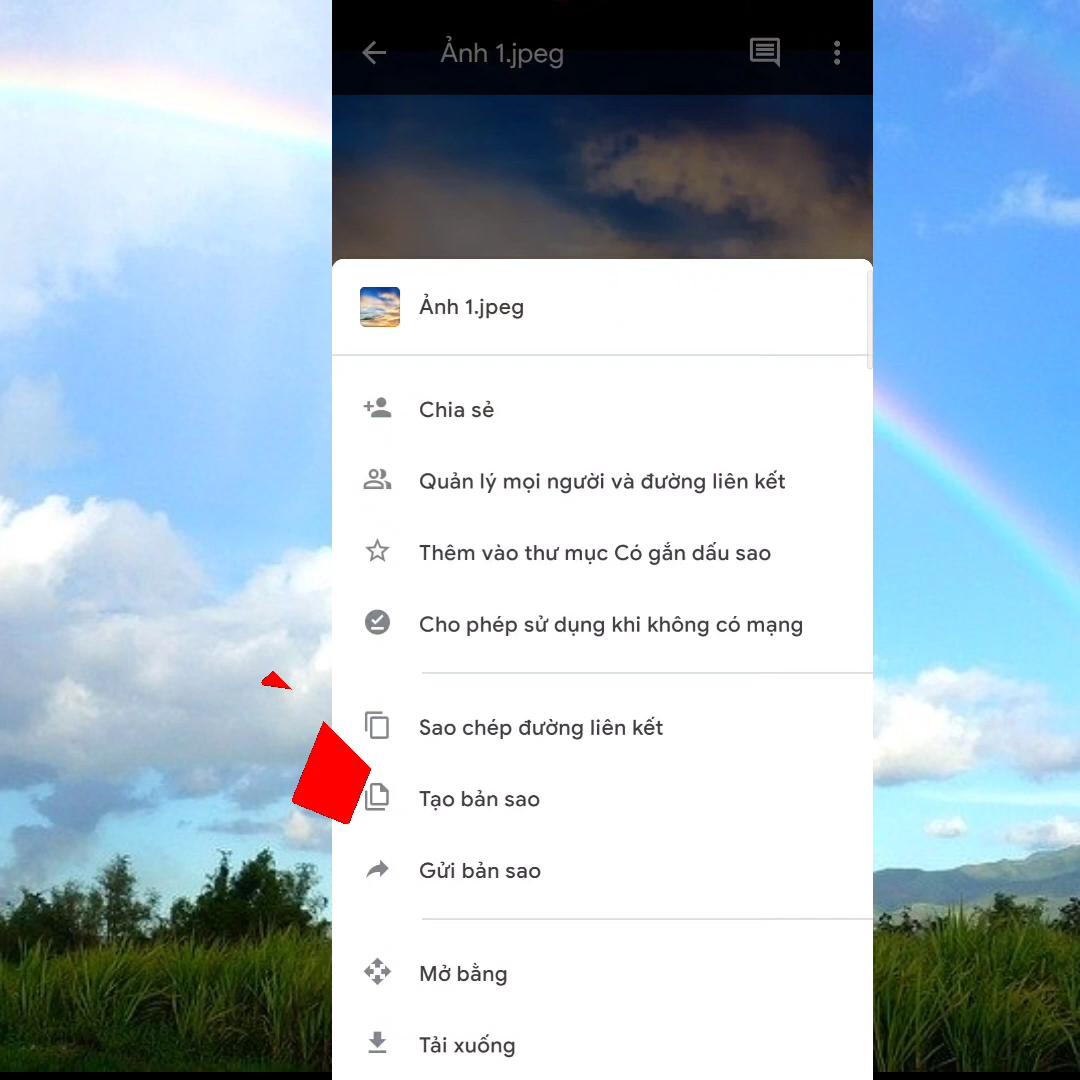 Ảnh 1.jpeg
Ảnh 1.jpeg
Chia sẻ
Quản lý mọi người và đường liên kết
Thêm vào thư mục Có gắn dấu sao
Cho phép sử dụng khi không có mạng
Sao chép đường liên kết
Tạo bản sao
Gửi bản sao
Mở bằng
Tải xuống